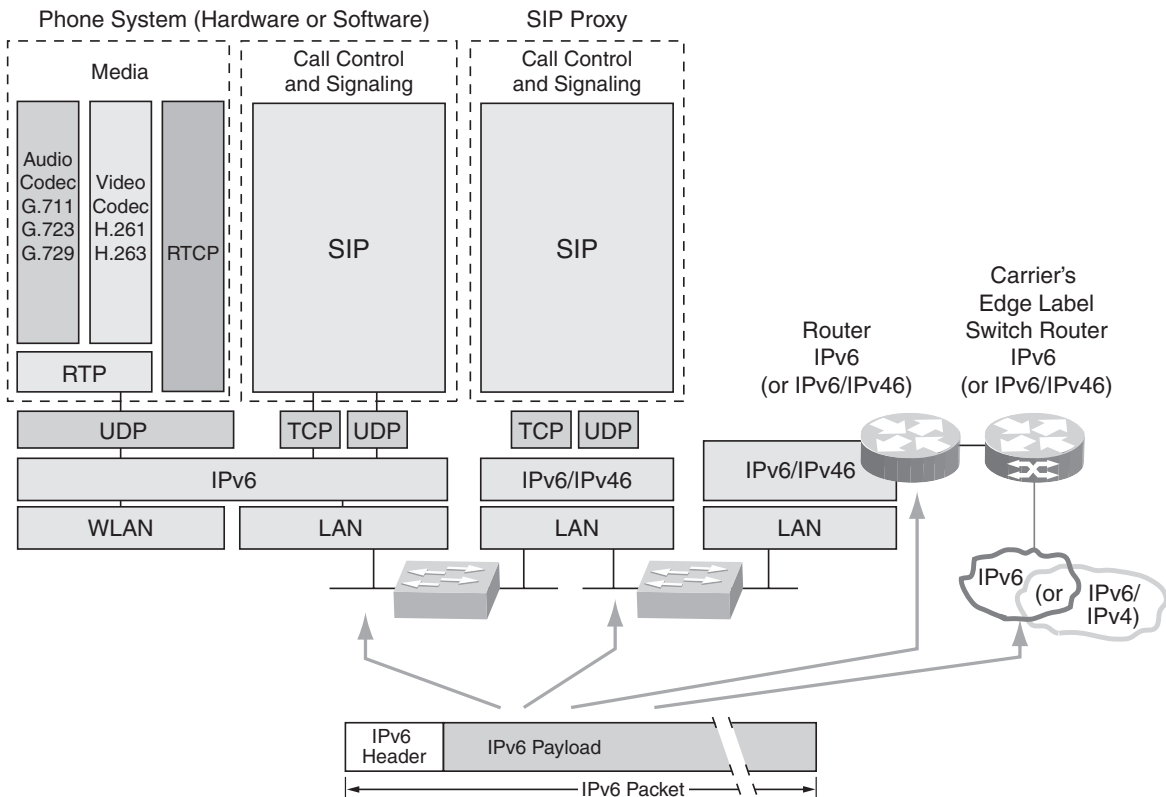 Phone System (Hardware or Software)
SIP Proxy
Media
Call Control
and Signaling
Call Control
and Signaling
Audio
Codec
G.711
G.723
G.729
Video
Codec
H.261
H.263
RTCP
SIP
SIP
RTP
UDP
TCP
UDP
TCP
UDP
IPv6
IPv6/IPv46
IPv6/IPv46
WLAN
LAN
LAN
LAN
Router
IPv6
(or IPv6/IPv46)
Carrier's
Edge Label
Switch Router
IPv6
(or IPv6/IPv46)
IPv6
(or
IPv6/
IPv4)
IPv6
Header
IPv6 Payload
IPv6 Packet